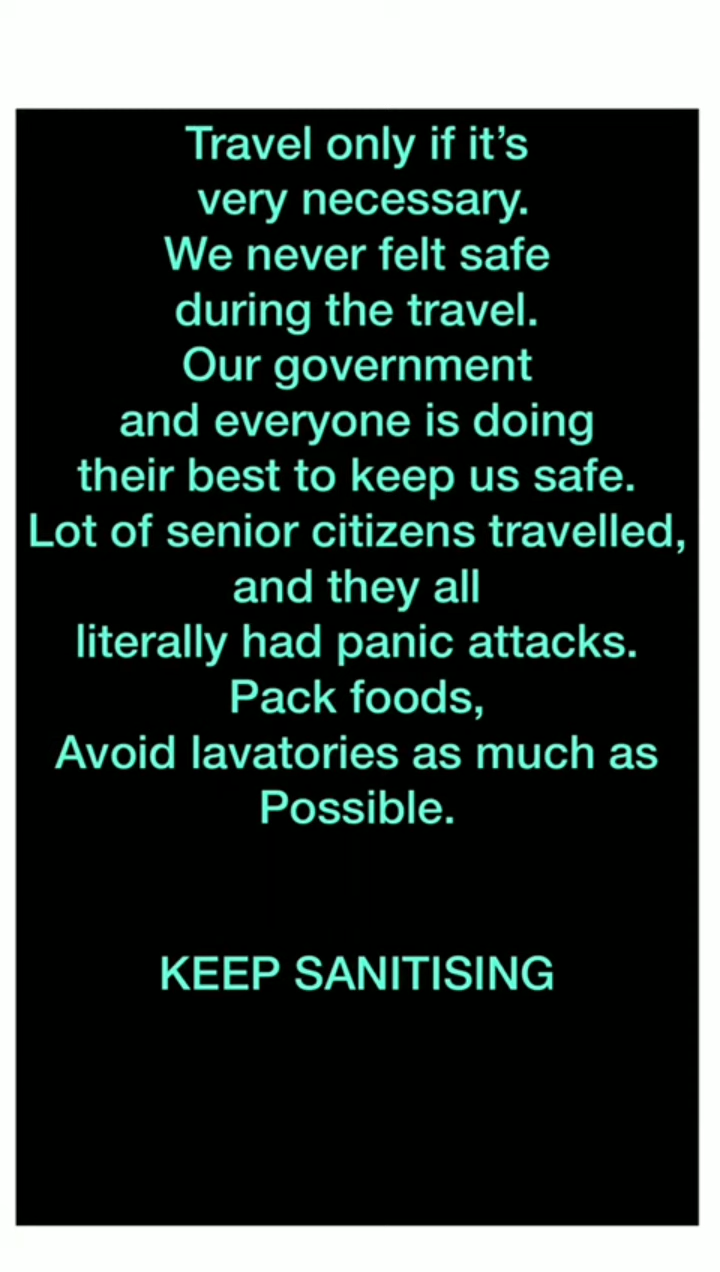 Travel only if it’s
very necessary.
We never felt safe
during the travel.
Our government
and everyone is doing
their best to keep us safe.
Lot of senior citizens travelled,
and they all
literally had panic attacks.
Pack foods,
Avoid lavatories as much as
Possible.
KEEP SANITISING